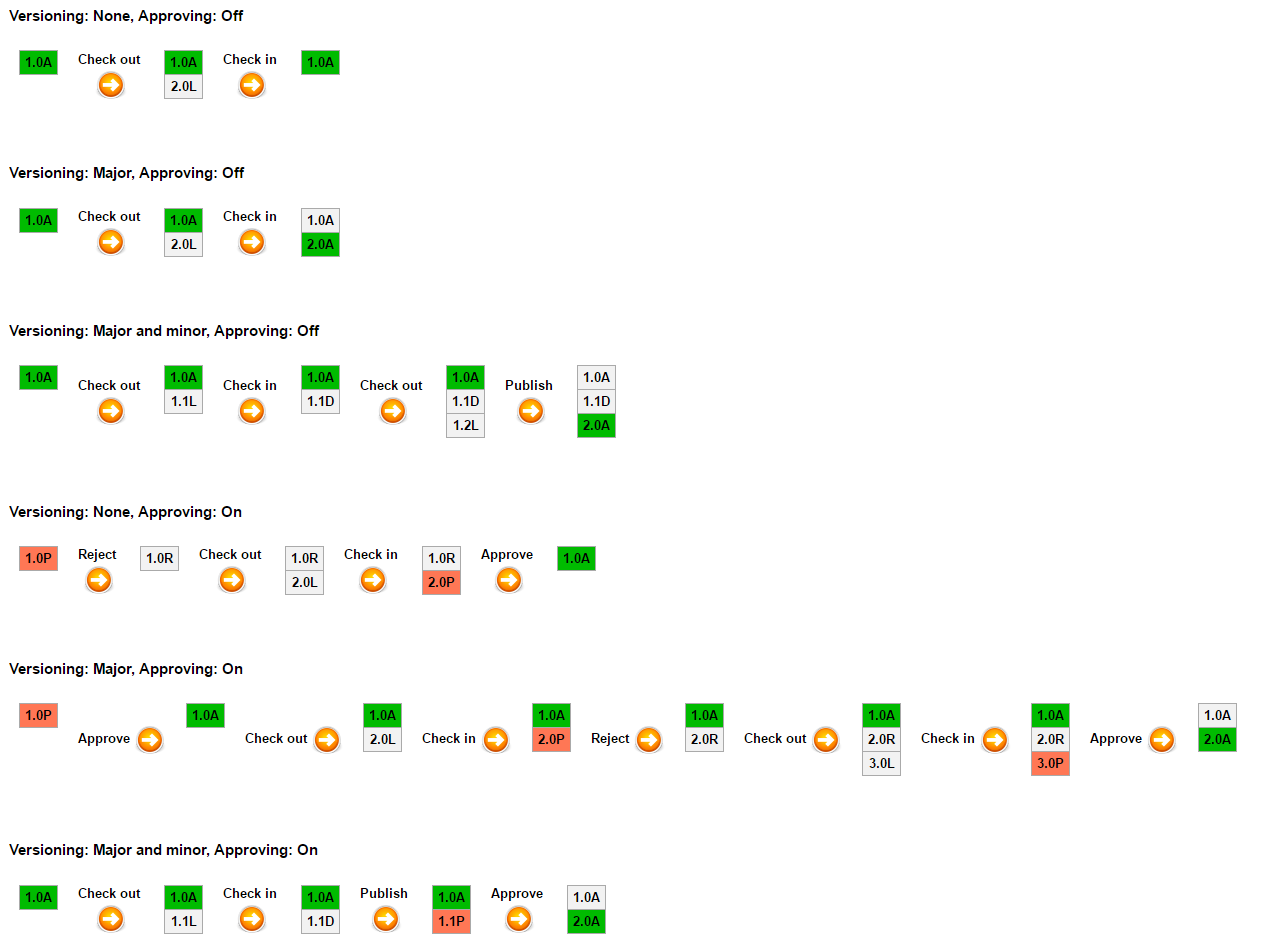 Versioning: None, Approving: Off
1.0A Check out 1.0A Check in 1.0A
2.0L
Versioning: Major, Approving: Off
1.0A Check out 1.0A Check in 1.0A
2.0L 2.0A
Versioning: Major and minor, Approving: Off
1.0A 1.0A 1.0A 1.0A 1.0A
Check out Check in Check out Publish
1.1L 1.1D 1.1D 1.1D
1.2L 2.0A
Versioning: None, Approving: On
1.0P Reject 1.0R Check out 1.0R Check in 1.0R Approve 1.0A
2.0L 2.0P
Versioning: Major, Approving: On
1.0P 1.0A 1.0A 1.0A 1.0A 1.0A 1.0A 1.0A
Approve Check out 2.0L Check in 2.0P Reject 2.0R Check out 2.0R Check in 2.0R Approve 2.0A
3.0L 3.0P
Versioning: Major and minor, Approving: On
1.0A Check out 1.0A Check in 1.0A Publish 1.0A Approve 1.0A
1.1L 1.1D 1.1P 2.0A